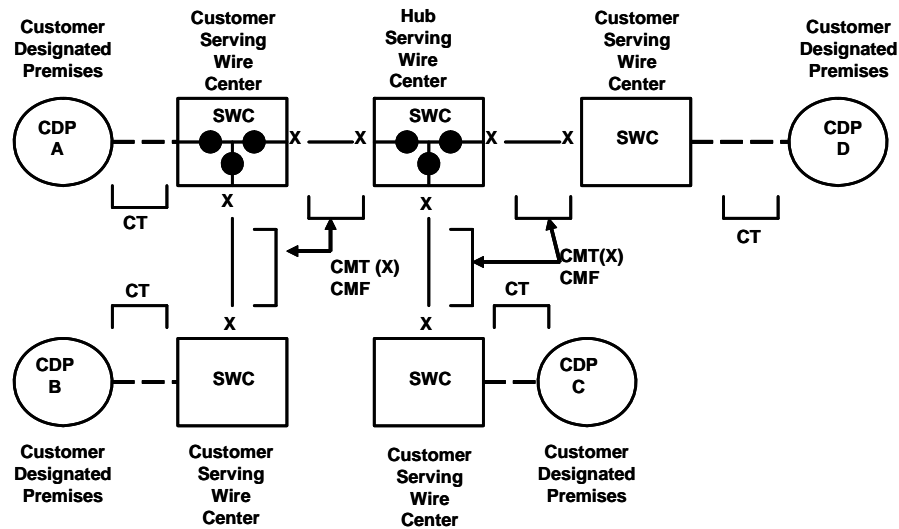 Customer
Designated
Premises
Customer
Serving
Wire
Center
Hub
Serving
Wire
Center
Customer
Serving
Wire
Center
Customer
Designated
Premises
CDP
A
SWC
X
X
SWC
X
X
SWC
CDP
D
X
X
CT
CT
CMT (X)
CMF
CMT(X)
CMF
CT
CT
X
X
CDP
B
SWC
SWC
CDP
C
Customer
Designated
Premises
Customer
Serving
Wire
Center
Customer
Serving
Wire
Center
Customer
Designated
Premises